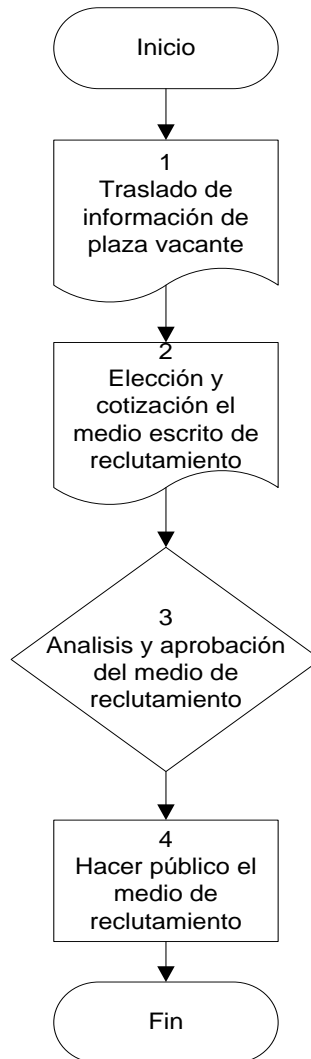 Inicio
1
Traslado de
información de
plaza vacante
2
Elección y
cotización el
medio escrito de
reclutamiento
3
Analisis y aprobación
del medio de
reclutamiento
4
Hacer público el
medio de
reclutamiento
Fin